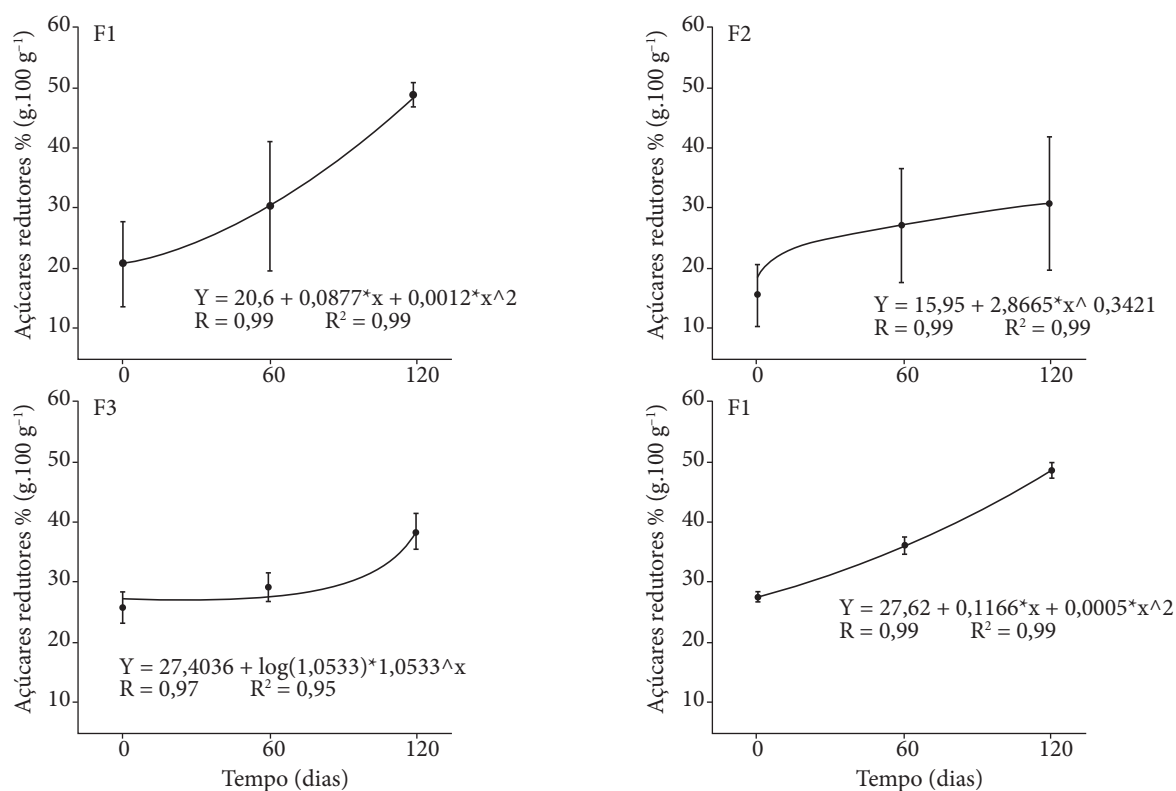 F1
Açúcares redutores % (g.100 g⁻¹)
60
50
40
30
20
10
0
60
120
Y = 20,6 + 0,0877*x + 0,0012*x^2
R = 0,99 R² = 0,99
F2
Açúcares redutores % (g.100 g⁻¹)
60
50
40
30
20
10
0
60
120
Y = 15,95 + 2,8665*x^ 0,3421
R = 0,99 R² = 0,99
F3
Açúcares redutores % (g.100 g⁻¹)
60
50
40
30
20
10
0
60
120
Y = 27,4036 + log(1,0533)*1,0533^x
R = 0,97 R² = 0,95
Tempo (dias)
F1
Açúcares redutores % (g.100 g⁻¹)
60
50
40
30
20
10
0
60
120
Y = 27,62 + 0,1166*x + 0,0005*x^2
R = 0,99 R² = 0,99
Tempo (dias)